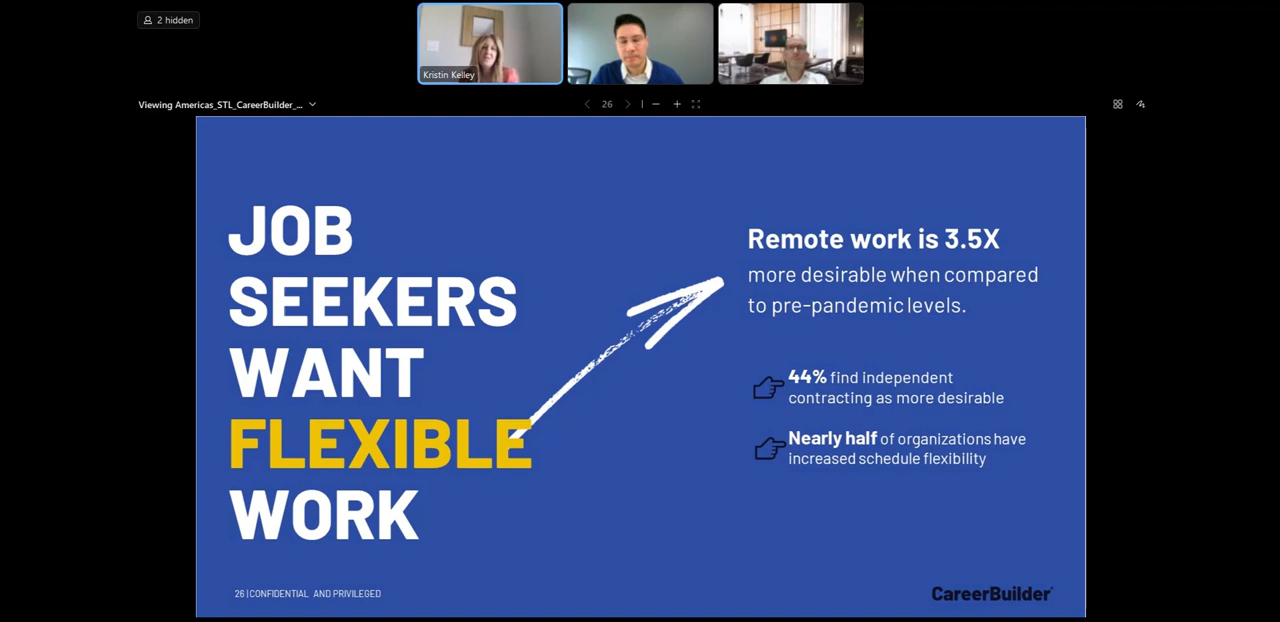 2 hidden
Kristin Kelley
Viewing Americas_STL_CareerBuilder_...
26
JOB
SEEKERS
WANT
FLEXIBLE
WORK
Remote work is 3.5X
more desirable when compared
to pre-pandemic levels.
44% find independent
contracting as more desirable
Nearly half of organizations have
increased schedule flexibility
26 | CONFIDENTIAL AND PRIVILEGED
CareerBuilder